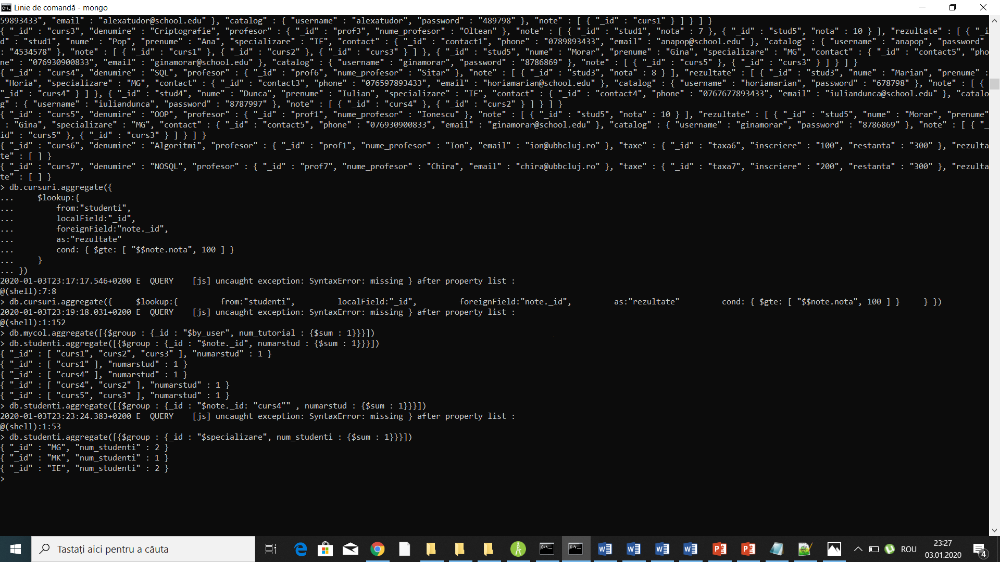 Linie de comandă - mongo
59893433", "email" : "alexatudor@school.edu" }, "catalog" : { "username" : "alexatudor", "password" : "489798" }, "note" : [ { "_id" : "curs1" } ] } ] }
{ "_id" : "curs3", "denumire" : "Criptografie", "profesor" : { "_id" : "prof3", "nume_profesor" : "Oltean" }, "note" : [ { "_id" : "stud1", "nota" : 7 }, { "_id" : "stud5", "nota" : 10 } ], "rezultate" : [ { "_i
d" : "stud1", "nume" : "Pop", "prenume" : "Ana", "specializare" : "IE", "contact" : { "_id" : "contact1", "phone" : "0789893433", "email" : "anapop@school.edu" }, "catalog" : { "username" : "anapop", "password"
: "4534578" }, "note" : [ { "_id" : "curs1" }, { "_id" : "curs2" }, { "_id" : "curs3" } ] }, { "_id" : "stud5", "nume" : "Morar", "prenume" : "Gina", "specializare" : "MG", "contact" : { "_id" : "contact5", "pho
ne" : "076930900833", "email" : "ginamorar@school.edu" }, "catalog" : { "username" : "ginamorar", "password" : "8786869" }, "note" : [ { "_id" : "curs5" }, { "_id" : "curs3" } ] } ] }
{ "_id" : "curs4", "denumire" : "SQL", "profesor" : { "_id" : "prof6", "nume_profesor" : "Sitar" }, "note" : [ { "_id" : "stud3", "nota" : 8 } ], "rezultate" : [ { "_id" : "stud3", "nume" : "Marian", "prenume" :
"Horia", "specializare" : "MG", "contact" : { "_id" : "contact3", "phone" : "076597893433", "email" : "horiamarian@school.edu" }, "catalog" : { "username" : "horiamarian", "password" : "678798" }, "note" : [ {
"_id" : "curs4" } ] }, { "_id" : "stud4", "nume" : "Dunca", "prenume" : "Iulian", "specializare" : "IE", "contact" : { "_id" : "contact4", "phone" : "0767677893433", "email" : "iuliandunca@school.edu" }, "catalo
g" : { "username" : "iuliandunca", "password" : "8787997" }, "note" : [ { "_id" : "curs4" }, { "_id" : "curs2" } ] } ] }
{ "_id" : "curs5", "denumire" : "OOP", "profesor" : { "_id" : "prof1", "nume_profesor" : "Ionescu" }, "note" : [ { "_id" : "stud5", "nota" : 10 } ], "rezultate" : [ { "_id" : "stud5", "nume" : "Morar", "prenume"
: "Gina", "specializare" : "MG", "contact" : { "_id" : "contact5", "phone" : "076930900833", "email" : "ginamorar@school.edu" }, "catalog" : { "username" : "ginamorar", "password" : "8786869" }, "note" : [ { "_
id" : "curs5" }, { "_id" : "curs3" } ] } ] }
{ "_id" : "curs6", "denumire" : "Algoritmi", "profesor" : { "_id" : "prof1", "nume_profesor" : "Ion", "email" : "ion@ubbcluj.ro" }, "taxe" : { "_id" : "taxa6", "inscriere" : "100", "restanta" : "300" }, "rezulta
te" : [ ] }
{ "_id" : "curs7", "denumire" : "NOSQL", "profesor" : { "_id" : "prof7", "nume_profesor" : "Chira", "email" : "chira@ubbcluj.ro" }, "taxe" : { "_id" : "taxa7", "inscriere" : "200", "restanta" : "300" }, "rezulta
te" : [ ] }
> db.cursuri.aggregate({
...     $lookup:{
...         from:"studenti",
...         localField:"_id",
...         foreignField:"note._id",
...         as:"rezultate"
...         cond: { $gte: [ "$$note.nota", 100 ] }
...     }
... })
2020-01-03T23:17:17.546+0200 E  QUERY    [js] uncaught exception: SyntaxError: missing } after property list :
@(shell):7:8
> db.cursuri.aggregate({     $lookup:{         from:"studenti",          localField:"_id",         foreignField:"note._id",         as:"rezultate"         cond: { $gte: [ "$$note.nota", 100 ] }     } })
2020-01-03T23:19:18.031+0200 E  QUERY    [js] uncaught exception: SyntaxError: missing } after property list :
@(shell):1:152
> db.mycol.aggregate([{$group : {_id : "$by_user", num_tutorial : {$sum : 1}}}])
> db.studenti.aggregate([{$group : {_id : "$note._id", numarstud : {$sum : 1}}}])
{ "_id" : [ "curs1", "curs2", "curs3" ], "numarstud" : 1 }
{ "_id" : [ "curs1" ], "numarstud" : 1 }
{ "_id" : [ "curs4" ], "numarstud" : 1 }
{ "_id" : [ "curs4", "curs2" ], "numarstud" : 1 }
{ "_id" : [ "curs5", "curs3" ], "numarstud" : 1 }
> db.studenti.aggregate([{$group : {_id : "$note._id: "curs4"" , numarstud : {$sum : 1}}}])
2020-01-03T23:23:24.383+0200 E  QUERY    [js] uncaught exception: SyntaxError: missing } after property list :
@(shell):1:53
> db.studenti.aggregate([{$group : {_id : "$specializare", num_studenti : {$sum : 1}}}])
{ "_id" : "MG", "num_studenti" : 2 }
{ "_id" : "MK", "num_studenti" : 1 }
{ "_id" : "IE", "num_studenti" : 2 }
>
Tastați aici pentru a căuta
ROU
23:27
03.01.2020
4